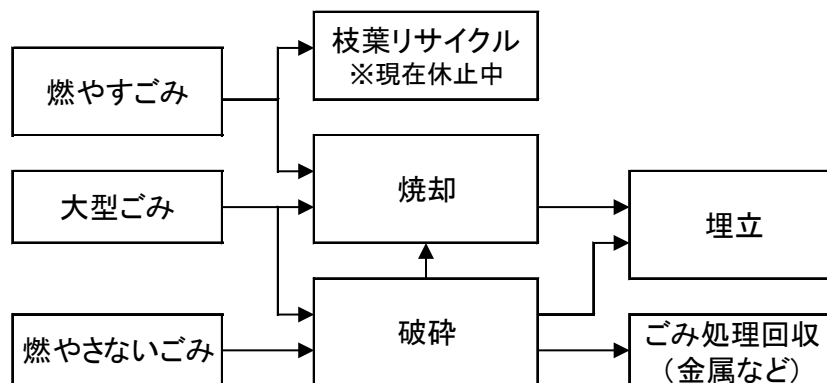 燃やすごみ
枝葉リサイクル
※現在休止中
大型ごみ
焼却
埋立
燃やさないごみ
破砕
ごみ処理回収
（金属など）